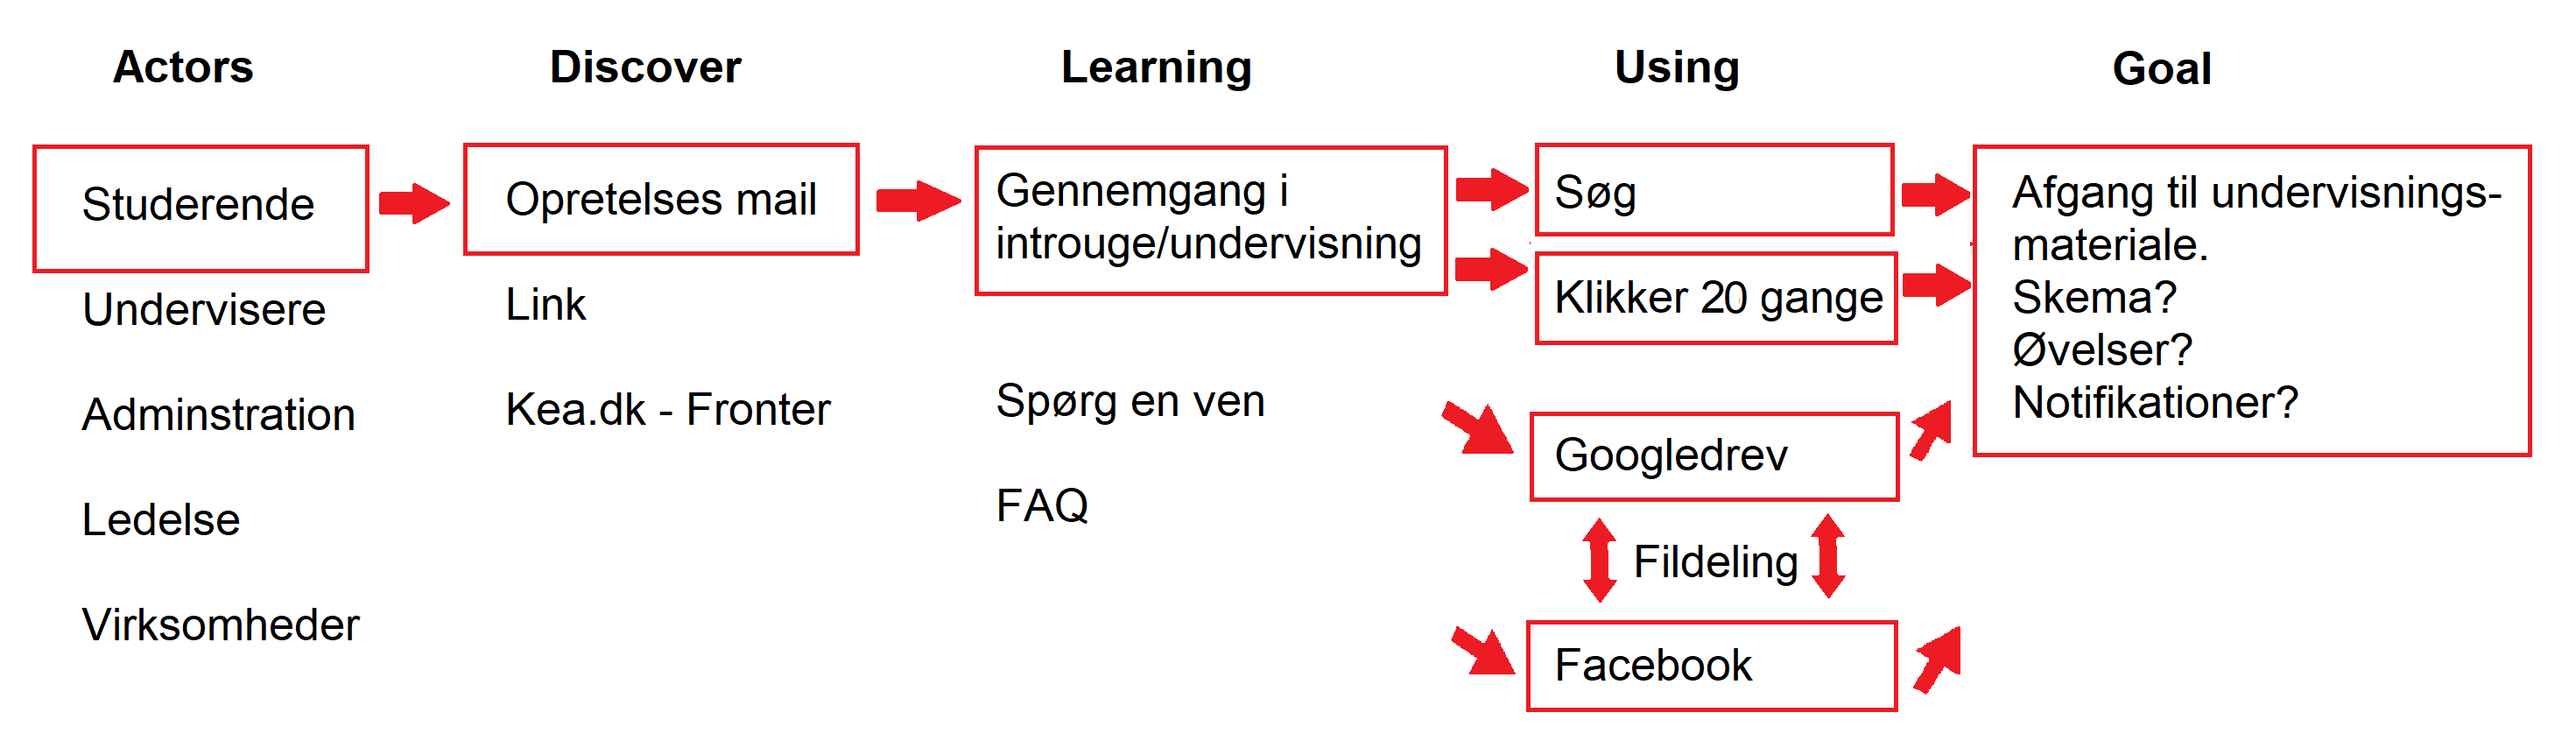 Actors
Discover
Learning
Using
Goal
Studerende
Undervisere
Adminstration
Ledelse
Virksomheder
Opretelses mail
Link
Kea.dk - Fronter
Gennemgang i
introuge/undervisning
Spørg en ven
FAQ
Søg
Klikker 20 gange
Googledrev
Fildeling
Facebook
Afgang til undervisnings-
materiale.
Skema?
Øvelser?
Notifikationer?